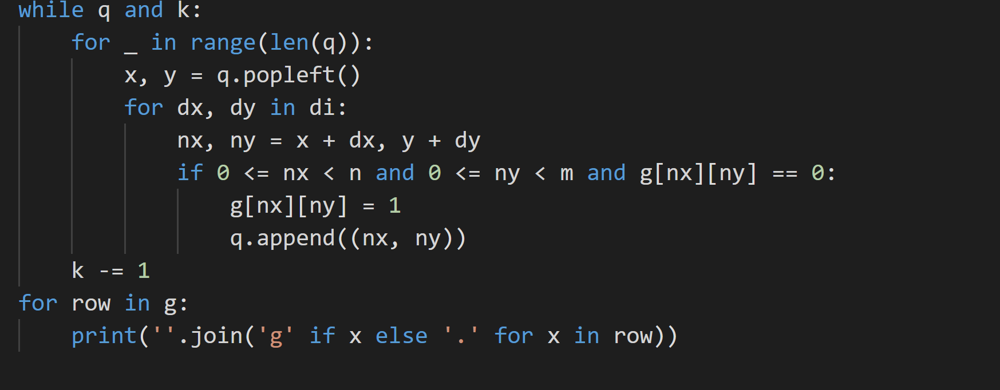 while q and k:
    for _ in range(len(q)):
        x, y = q.popleft()
        for dx, dy in di:
            nx, ny = x + dx, y + dy
            if 0 <= nx < n and 0 <= ny < m and g[nx][ny] == 0:
                g[nx][ny] = 1
                q.append((nx, ny))
    k -= 1
for row in g:
    print(''.join('g' if x else '.' for x in row))